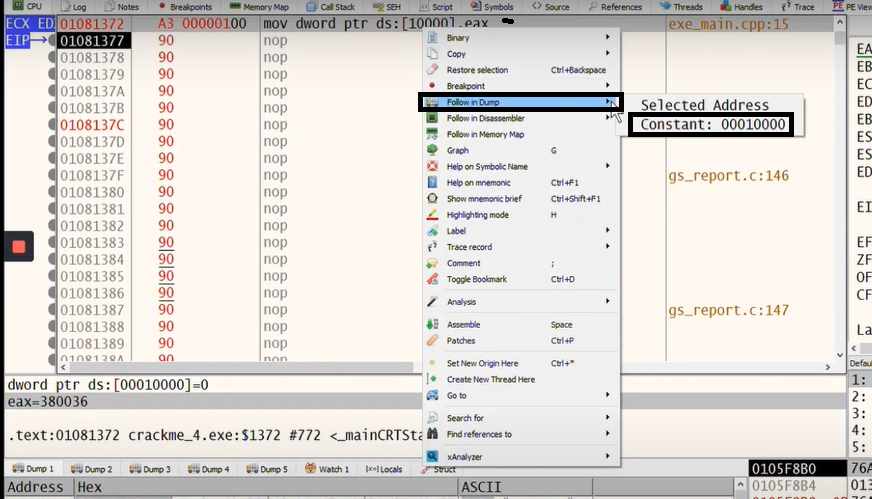 CPU Log Notes Breakpoints Memory Map Call Stack SEH Script Symbols Source References Threads Handles Trace PE View
ECX ED 01081372 A3 00000100 mov dword ptr ds:[10000],eax exe_main.cpp:15
EIP 01081377 90
01081378 90 nop
01081379 90 nop
0108137A 90 nop
0108137B 90 nop
0108137C 90 nop
0108137D 90 nop
0108137E 90 nop
0108137F 90 nop gs_report.c:146
01081380 90 nop
01081381 90 nop
01081382 90 nop
01081383 90 nop
01081384 90 nop
01081385 90 nop
01081386 90 nop
01081387 90 nop gs_report.c:147
01081388 90 nop
01081389 90 nop
0108138A 90 nop
Binary
Copy
Restore selection Ctrl+Backspace
Breakpoint
Follow in Dump
Follow in Disassembler
Follow in Memory Map
Graph G
Help on Symbolic Name
Help on mnemonic Ctrl+F1
Show mnemonic brief Ctrl+Shift+F1
Highlighting mode H
Label
Trace record
Comment ;
Toggle Bookmark Ctrl+D
Analysis
Assemble Space
Patches Ctrl+P
Set New Origin Here Ctrl+*
Create New Thread Here
Go to
Search for
Find references to
xAnalyzer
Selected Address
Constant: 00010000
EA
EB
EC
ED
EB
ES
ES
ED
EI
EF
ZF
OF
CF
La
Defaul
1:
2:
3:
4:
5:
dword ptr ds:[00010000]=0
eax=380036
.text:01081372 crackme_4.exe:$1372 #772 <_mainCRTSta
Dump 1 Dump 2 Dump 3 Dump 4 Dump 5 Watch 1 [x=] Locals Struct
Address Hex ASCII
0105F8B0 76A
0105F8B4 013